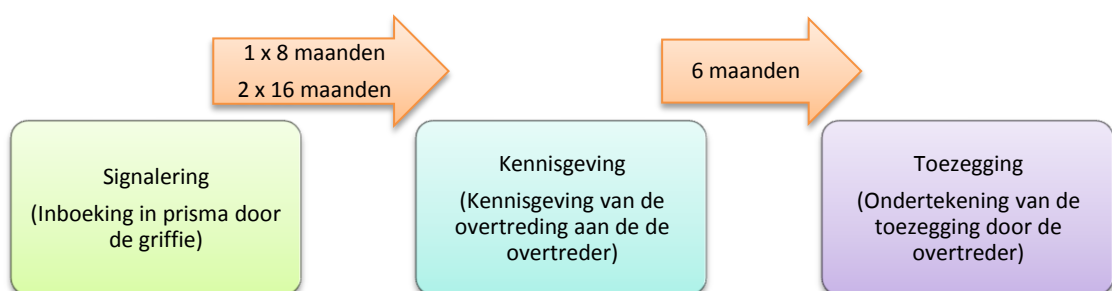 1 x 8 maanden
2 x 16 maanden
6 maanden
Signalering
(Inboeking in prisma door
de griffie)
Kennisgeving
(Kennisgeving van de
overtreding aan de de
overtreder)
Toezegging
(Ondertekening van de
toezegging door de
overtreder)